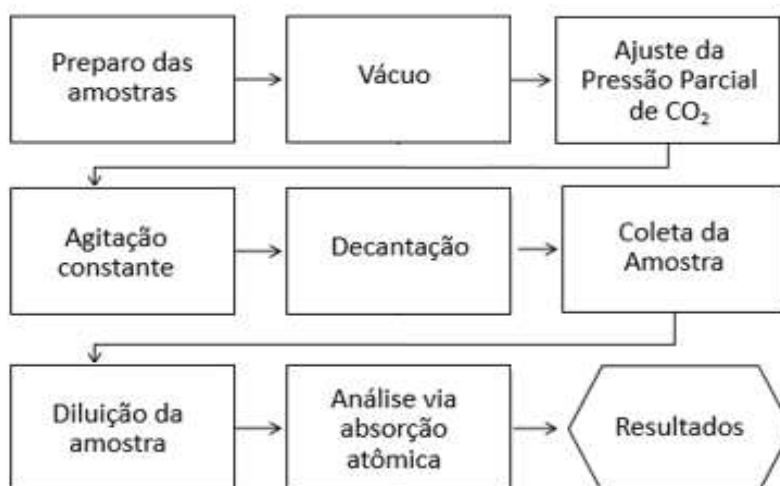 Preparo das
amostras
Vácuo
Ajuste da
Pressão Parcial
de CO₂
Agitação
constante
Decantação
Coleta da
Amostra
Diluição da
amostra
Análise via
absorção
atômica
Resultados